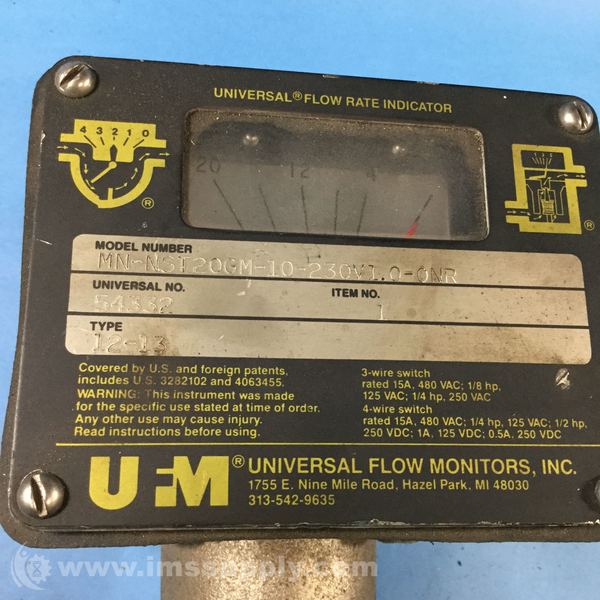 UNIVERSAL® FLOW RATE INDICATOR
4 3 2 1 0
®
20 12 4
®
MODEL NUMBER
MN-NST20GM-10-230V1.0-0NR
UNIVERSAL NO. ITEM NO.
54332 1
TYPE
12-13
Covered by U.S. and foreign patents,
includes U.S. 3282102 and 4063455.
WARNING: This instrument was made
for the specific use stated at time of order.
Any other use may cause injury.
Read instructions before using.
3-wire switch
rated 15A, 480 VAC; 1/8 hp,
125 VAC; 1/4 hp, 250 VAC
4-wire switch
rated 15A, 480 VAC; 1/4 hp, 125 VAC; 1/2 hp,
250 VDC; 1A, 125 VDC; 0.5A, 250 VDC
UFM® UNIVERSAL FLOW MONITORS, INC.
1755 E. Nine Mile Road, Hazel Park, MI 48030
313-542-9635
© www.imssupply.com